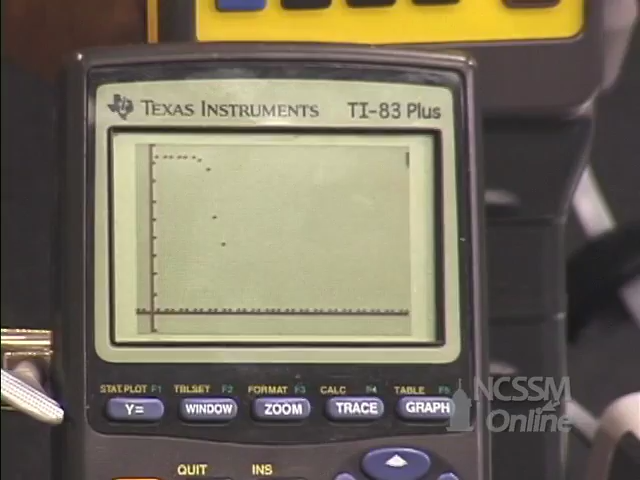 TEXAS INSTRUMENTS TI-83 Plus
STAT PLOT F1 TBLSET F2 FORMAT F3 CALC F4 TABLE F5
Y= WINDOW ZOOM TRACE GRAPH
NCSSM
Online
QUIT INS